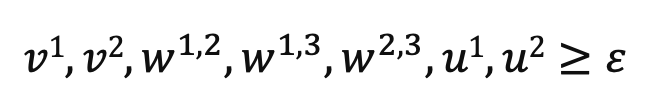 v¹, v², w¹,², w¹,³, w²,³, u¹, u² ≥ ε